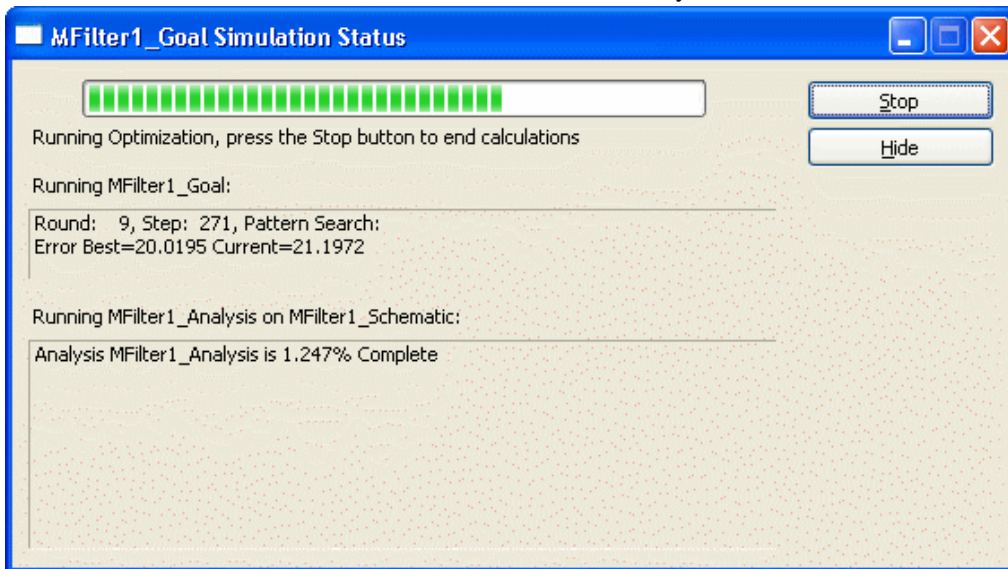 MFilter1_Goal Simulation Status
Stop
Running Optimization, press the Stop button to end calculations
Hide
Running MFilter1_Goal:
Round: 9, Step: 271, Pattern Search:
Error Best=20.0195 Current=21.1972
Running MFilter1_Analysis on MFilter1_Schematic:
Analysis MFilter1_Analysis is 1.247% Complete